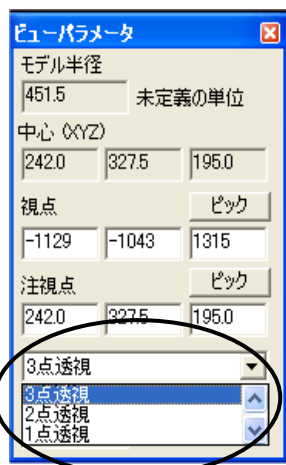 ビューパラメータ
モデル半径
451.5 未定義の単位
中心 (XYZ)
242.0 327.5 195.0
視点 ピック
-1129 -1043 1315
注視点 ピック
242.0 327.5 195.0
3点透視
3点透視
2点透視
1点透視